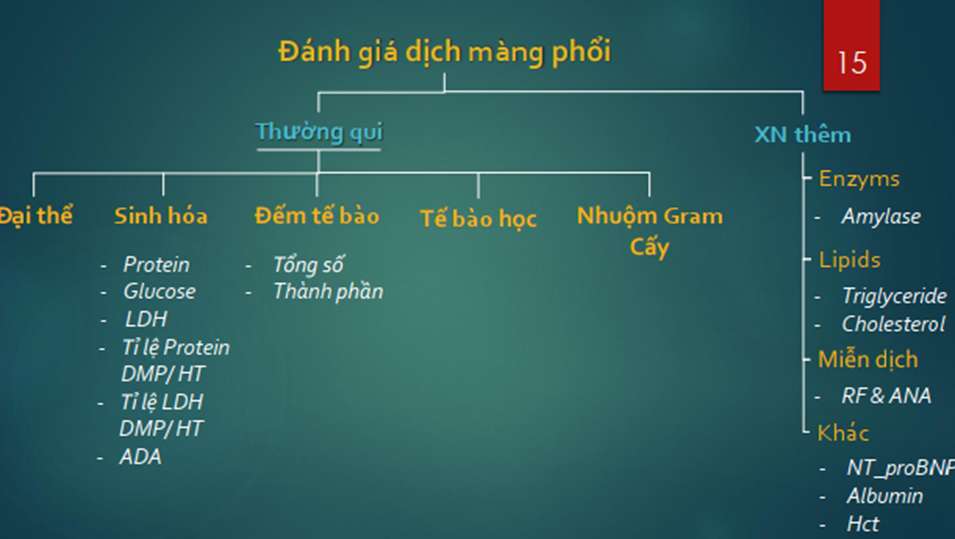 Đánh giá dịch màng phổi
15
Thường qui
XN thêm
Đại thể
Sinh hóa
- Protein
- Glucose
- LDH
- Tỉ lệ Protein
DMP/ HT
- Tỉ lệ LDH
DMP/ HT
- ADA
Đếm tế bào
- Tổng số
- Thành phần
Tế bào học
Nhuộm Gram
Cấy
Enzyms
- Amylase
Lipids
- Triglyceride
- Cholesterol
Miễn dịch
- RF & ANA
Khác
- NT_proBNP
- Albumin
- Hct